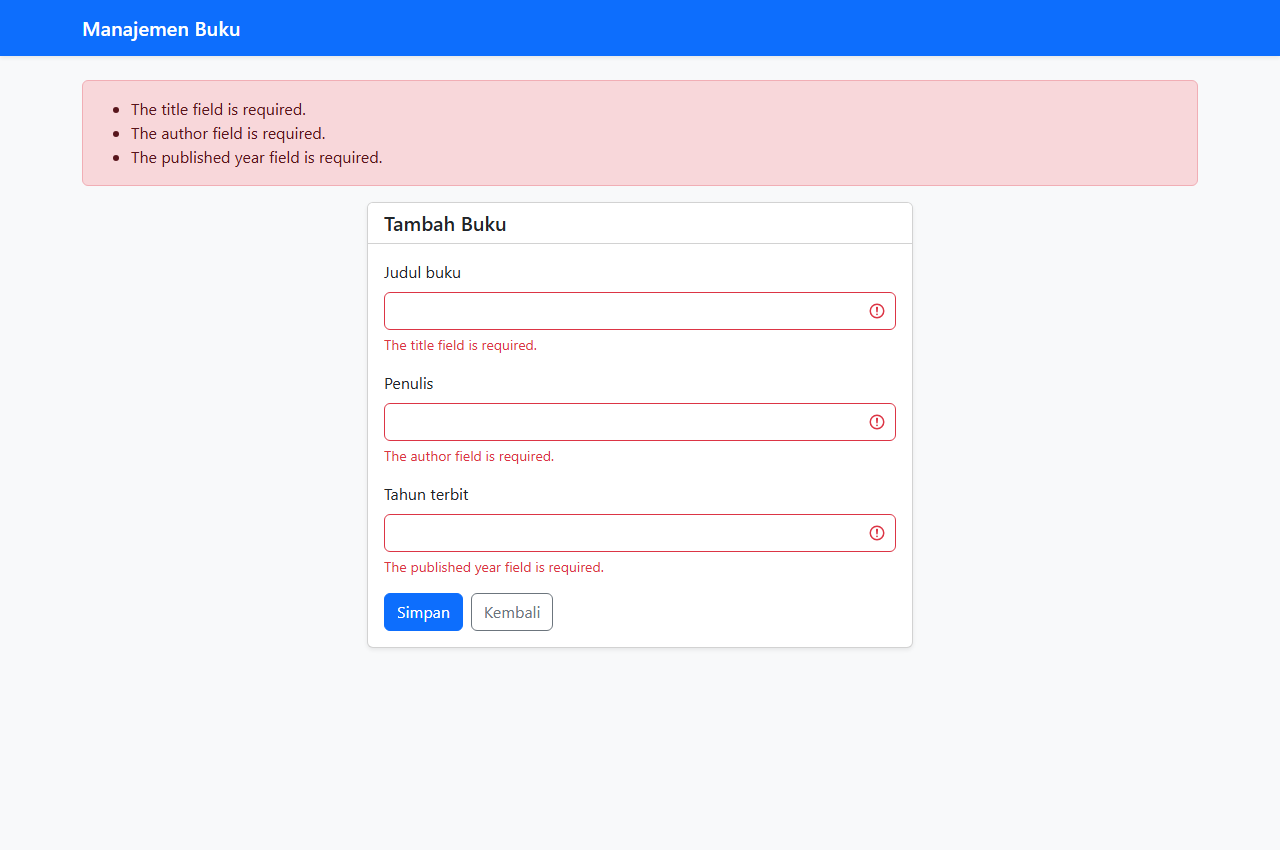 Manajemen Buku
The title field is required.
The author field is required.
The published year field is required.
Tambah Buku
Judul buku
The title field is required.
Penulis
The author field is required.
Tahun terbit
The published year field is required.
Simpan Kembali